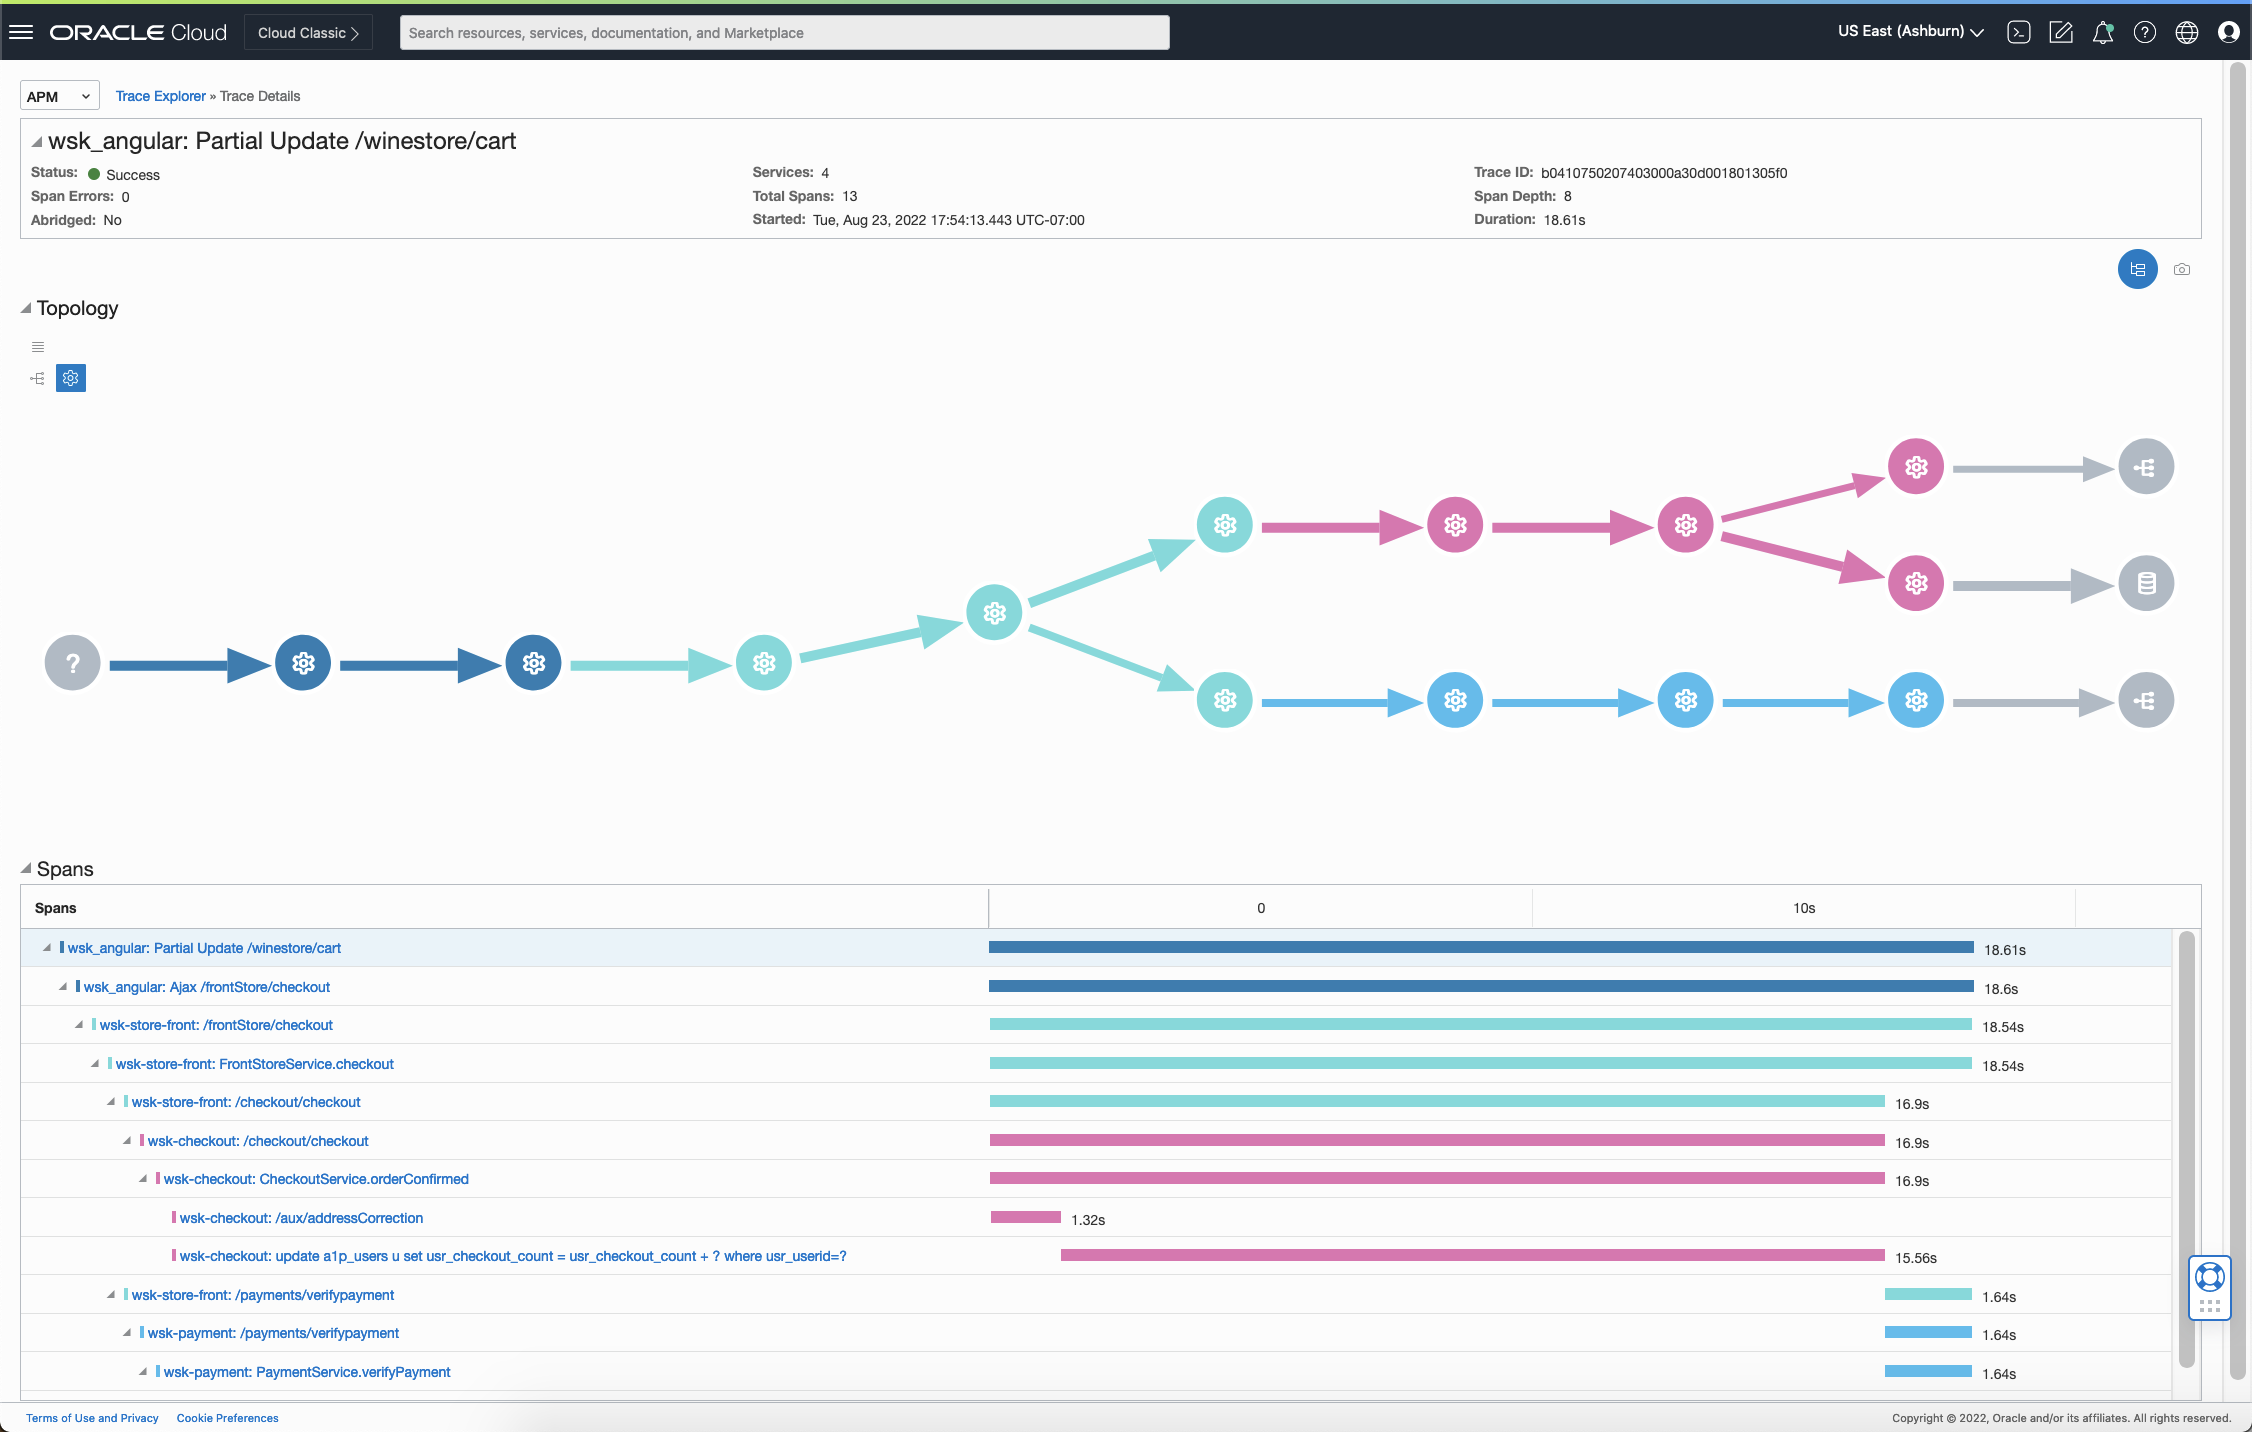 ORACLE Cloud
Cloud Classic
Search resources, services, documentation, and Marketplace
US East (Ashburn)
APM
Trace Explorer » Trace Details
wsk_angular: Partial Update /winestore/cart
Status: Success
Services: 4
Trace ID: b0410750207403000a30d001801305f0
Span Errors: 0
Total Spans: 13
Span Depth: 8
Abridged: No
Started: Tue, Aug 23, 2022 17:54:13.443 UTC-07:00
Duration: 18.61s
Topology
?
Spans
Spans
0
10s
wsk_angular: Partial Update /winestore/cart
18.61s
wsk_angular: Ajax /frontStore/checkout
18.6s
wsk-store-front: /frontStore/checkout
18.54s
wsk-store-front: FrontStoreService.checkout
18.54s
wsk-store-front: /checkout/checkout
16.9s
wsk-checkout: /checkout/checkout
16.9s
wsk-checkout: CheckoutService.orderConfirmed
16.9s
wsk-checkout: /aux/addressCorrection
1.32s
wsk-checkout: update a1p_users u set usr_checkout_count = usr_checkout_count + ? where usr_userid=?
15.56s
wsk-store-front: /payments/verifypayment
1.64s
wsk-payment: /payments/verifypayment
1.64s
wsk-payment: PaymentService.verifyPayment
1.64s
Terms of Use and Privacy
Cookie Preferences
Copyright © 2022, Oracle and/or its affiliates. All rights reserved.